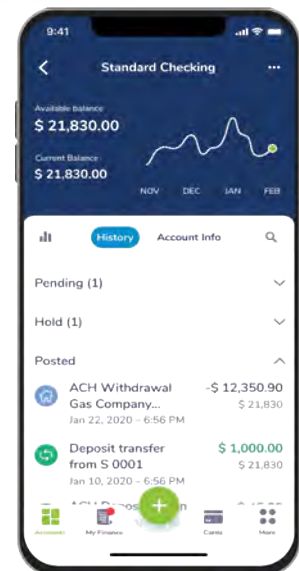 9:41
Standard Checking
Available Balance
$ 21,830.00
Current Balance
$ 21,830.00
NOV DEC JAN FEB
History Account Info
Pending (1)
Hold (1)
Posted
ACH Withdrawal -$ 12,350.90
Gas Company... $ 21,830
Jan 22, 2020 – 6:56 PM
Deposit transfer $ 1,000.00
from S 0001 $ 21,830
Jan 10, 2020 – 6:56 PM
Accounts My Finance Cards More